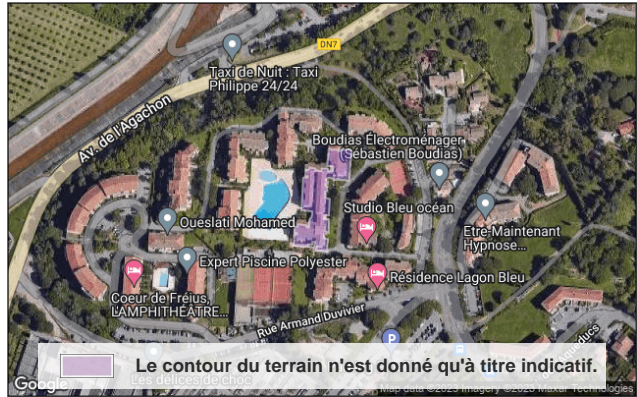 DN7
Taxi de Nuit : Taxi
Philippe 24/24
Av. de l'Agachon
Boudias Électroménager
(Sébastien Boudias)
Studio Bleu océan
Oueslati Mohamed
Etre-Maintenant
Hypnose...
Expert Piscine Polyester
Résidence Lagon Bleu
Coeur de Fréjus,
L'AMPHITHÉÂTRE...
Rue Armand Duvivier
P
Le contour du terrain n'est donné qu'à titre indicatif.
Google
Les délices de choc
Map data ©2023 Imagery ©2023 Maxar Technologies